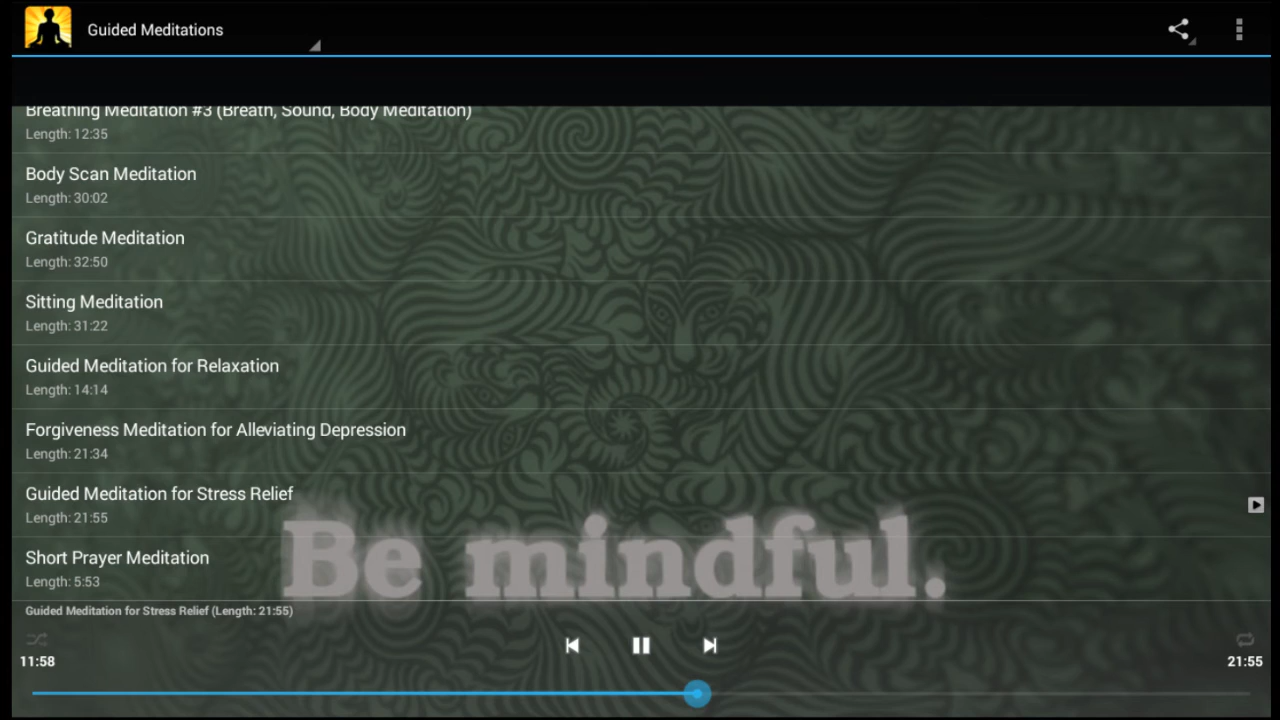 Guided Meditations
Breathing Meditation #3 (Breath, Sound, Body Meditation)
Length: 12:35
Body Scan Meditation
Length: 30:02
Gratitude Meditation
Length: 32:50
Sitting Meditation
Length: 31:22
Guided Meditation for Relaxation
Length: 14:14
Forgiveness Meditation for Alleviating Depression
Length: 21:34
Guided Meditation for Stress Relief
Length: 21:55
Be mindful.
Short Prayer Meditation
Length: 5:53
Guided Meditation for Stress Relief (Length: 21:55)
11:58
21:55